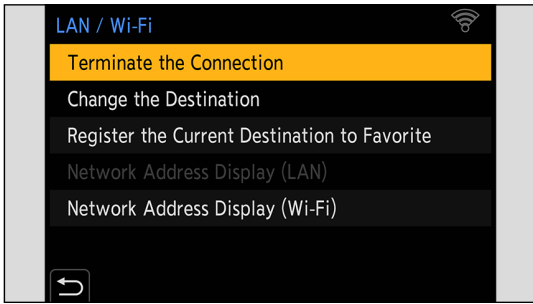 LAN / Wi-Fi
Terminate the Connection
Change the Destination
Register the Current Destination to Favorite
Network Address Display (LAN)
Network Address Display (Wi-Fi)